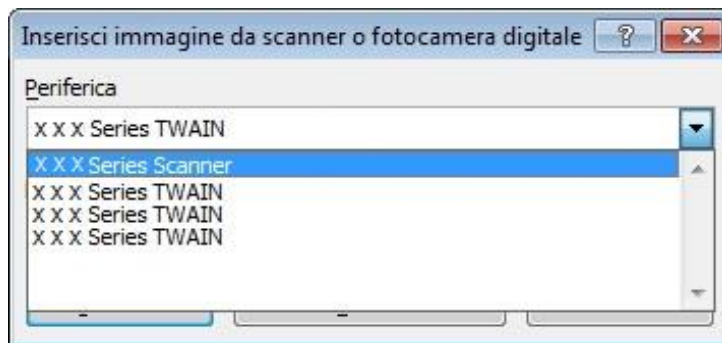 Inserisci immagine da scanner o fotocamera digitale
Periferica
X X X Series TWAIN
X X X Series Scanner
X X X Series TWAIN
X X X Series TWAIN
X X X Series TWAIN